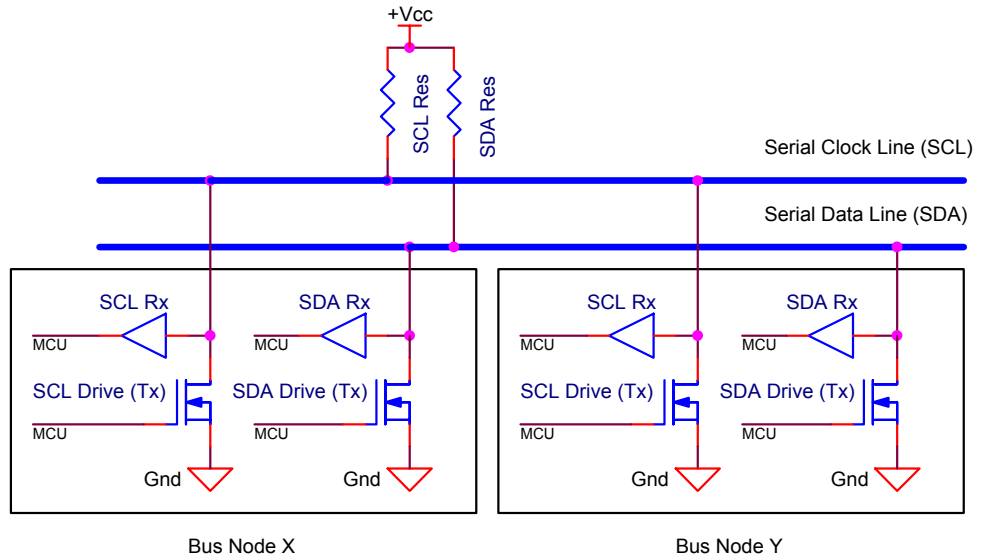 +Vcc
SCL Res
SDA Res
Serial Clock Line (SCL)
Serial Data Line (SDA)
SCL Rx
SDA Rx
SCL Rx
SDA Rx
MCU
MCU
MCU
MCU
SCL Drive (Tx)
SDA Drive (Tx)
SCL Drive (Tx)
SDA Drive (Tx)
MCU
MCU
MCU
MCU
Gnd
Gnd
Gnd
Gnd
Bus Node X
Bus Node Y